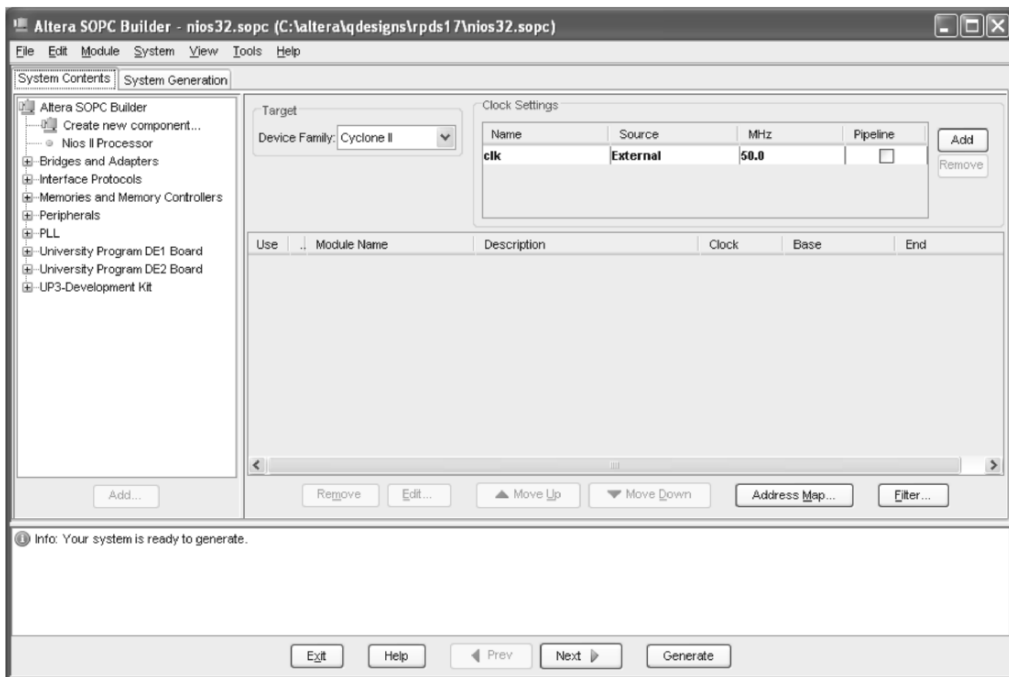 Altera SOPC Builder - nios32.sopc (C:\altera\qdesigns\rpds17\nios32.sopc)
File Edit Module System View Tools Help
System Contents System Generation
Altera SOPC Builder
Create new component...
Nios II Processor
Bridges and Adapters
Interface Protocols
Memories and Memory Controllers
Peripherals
PLL
University Program DE1 Board
University Program DE2 Board
UP3-Development Kit
Add...
Target
Device Family: Cyclone II
Clock Settings
Name Source MHz Pipeline
clk External 50.0
Add
Remove
Use ... Module Name Description Clock Base End
Remove Edit... Move Up Move Down Address Map... Filter...
Info: Your system is ready to generate.
Exit Help Prev Next Generate